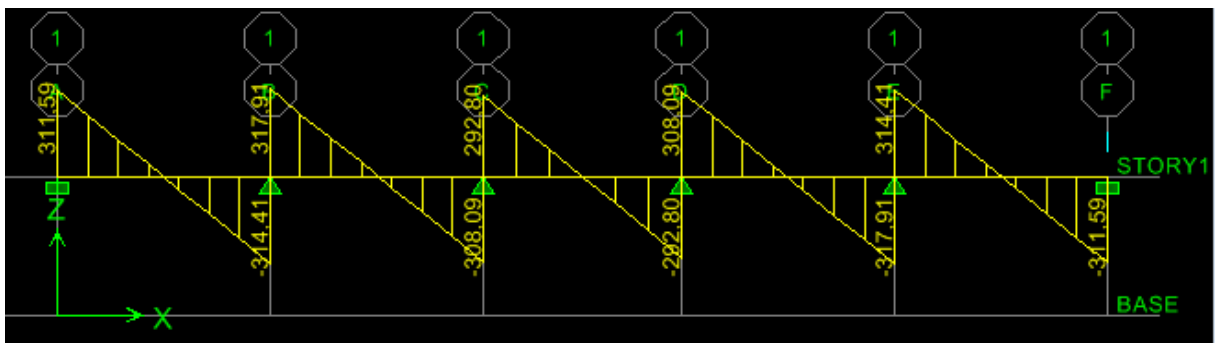 1 1 1 1 1 1
F
311.59 317.91 292.80 308.09 314.41
STORY1
Z
-314.41 -308.09 -292.80 -317.91 -311.59
BASE
X